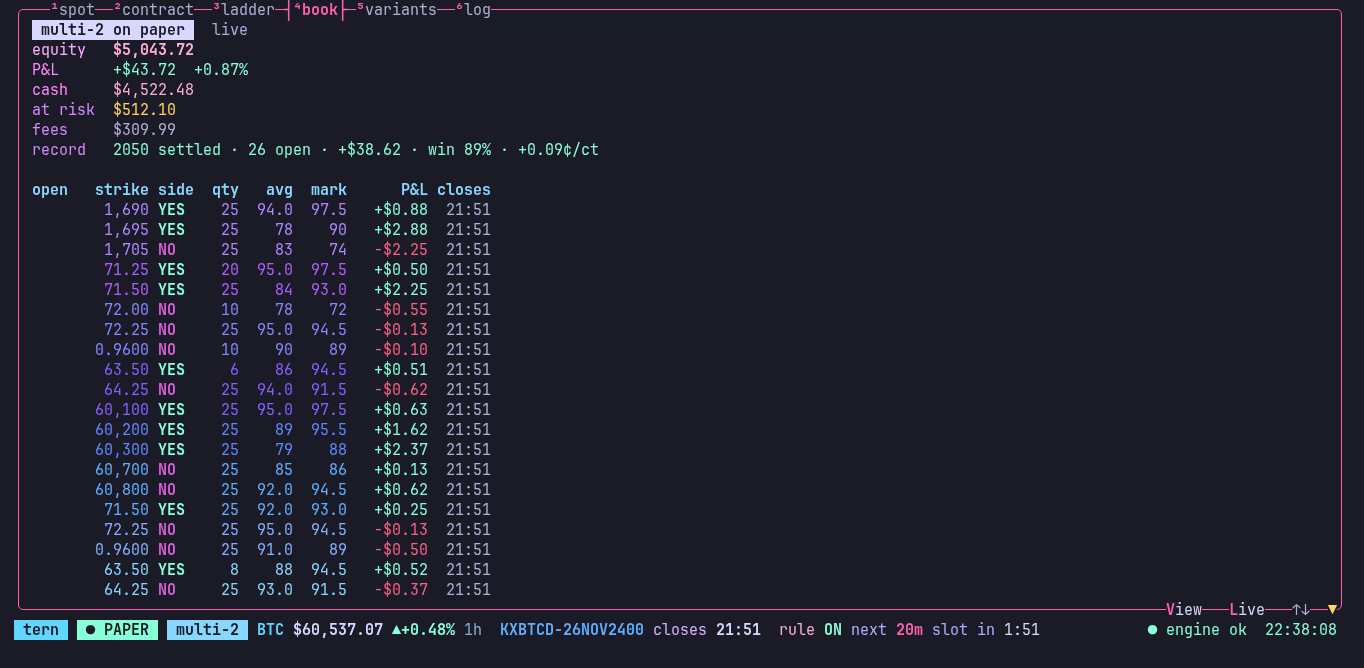 ¹spot ²contract ³ladder ⁴book ⁵variants ⁶log
multi-2 on paper live
equity $5,043.72
P&L +$43.72 +0.87%
cash $4,522.48
at risk $512.10
fees $309.99
record 2050 settled · 26 open · +$38.62 · win 89% · +0.09¢/ct
open strike side qty avg mark P&L closes
1,690 YES 25 94.0 97.5 +$0.88 21:51
1,695 YES 25 78 90 +$2.88 21:51
1,705 NO 25 83 74 -$2.25 21:51
71.25 YES 20 95.0 97.5 +$0.50 21:51
71.50 YES 25 84 93.0 +$2.25 21:51
72.00 NO 10 78 72 -$0.55 21:51
72.25 NO 25 95.0 94.5 -$0.13 21:51
0.9600 NO 10 90 89 -$0.10 21:51
63.50 YES 6 86 94.5 +$0.51 21:51
64.25 NO 25 94.0 91.5 -$0.62 21:51
60,100 YES 25 95.0 97.5 +$0.63 21:51
60,200 YES 25 89 95.5 +$1.62 21:51
60,300 YES 25 79 88 +$2.37 21:51
60,700 NO 25 85 86 +$0.13 21:51
60,800 NO 25 92.0 94.5 +$0.62 21:51
71.50 YES 25 92.0 93.0 +$0.25 21:51
72.25 NO 25 95.0 94.5 -$0.13 21:51
0.9600 NO 25 91.0 89 -$0.50 21:51
63.50 YES 8 88 94.5 +$0.52 21:51
64.25 NO 25 93.0 91.5 -$0.37 21:51
View Live ↑↓ ▼
tern ● PAPER multi-2 BTC $60,537.07 ▲+0.48% 1h KXBTCD-26NOV2400 closes 21:51 rule ON next 20m slot in 1:51 ● engine ok 22:38:08